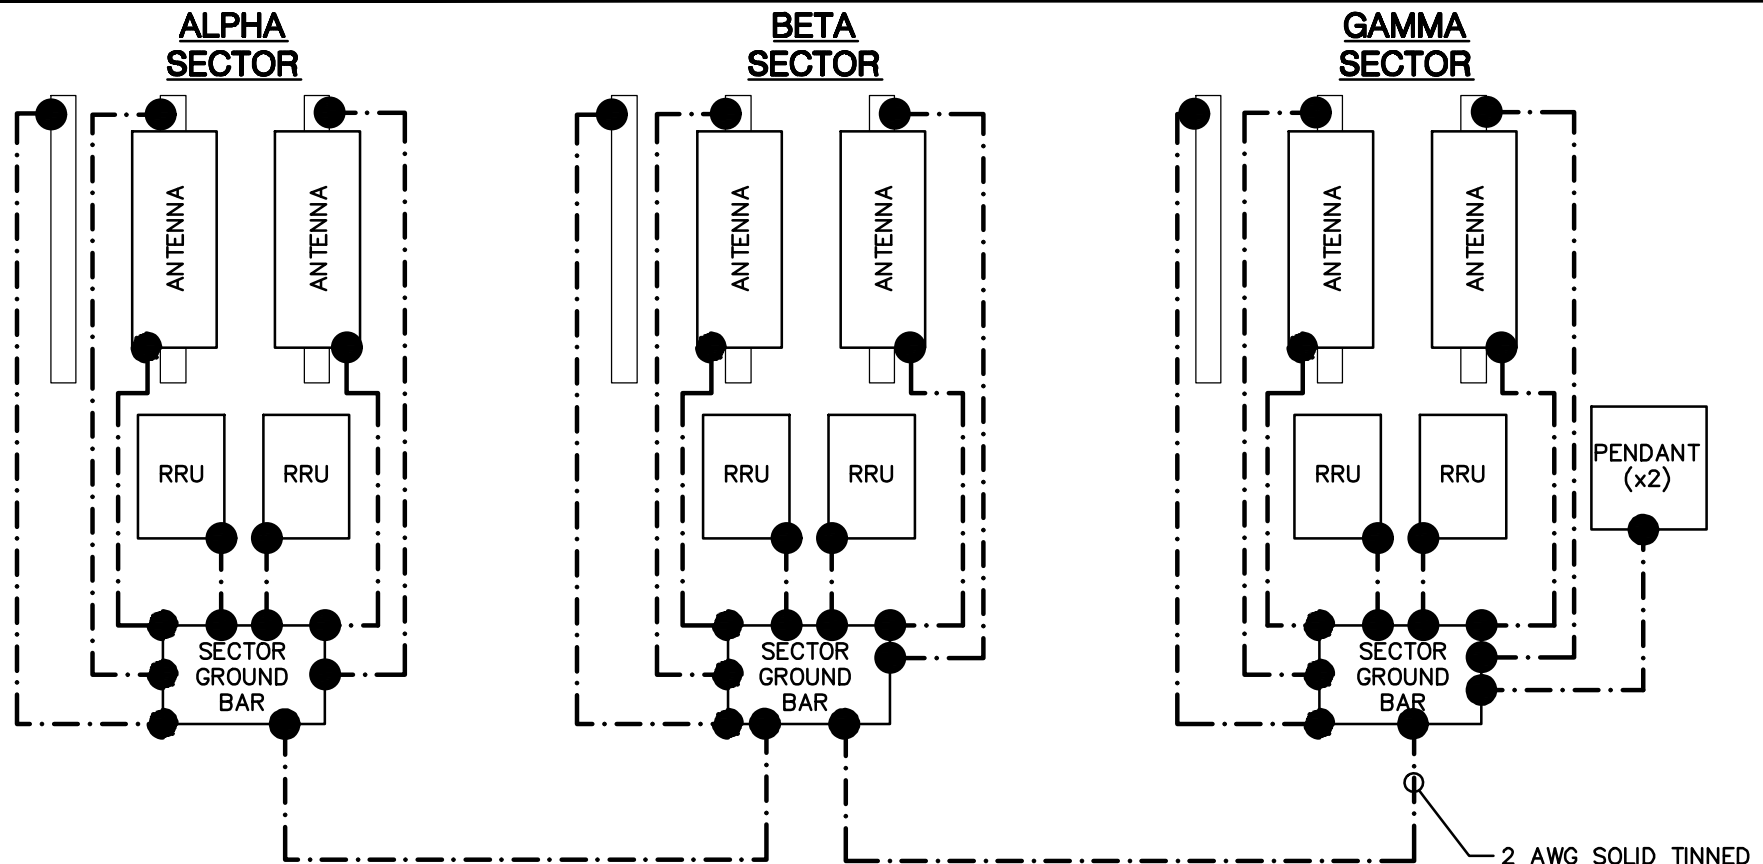 ALPHA
SECTOR
BETA
SECTOR
GAMMA
SECTOR
ANTENNA
ANTENNA
ANTENNA
ANTENNA
ANTENNA
ANTENNA
RRU
RRU
RRU
RRU
RRU
RRU
PENDANT
(x2)
SECTOR
GROUND
BAR
SECTOR
GROUND
BAR
SECTOR
GROUND
BAR
2 AWG SOLID TINNED